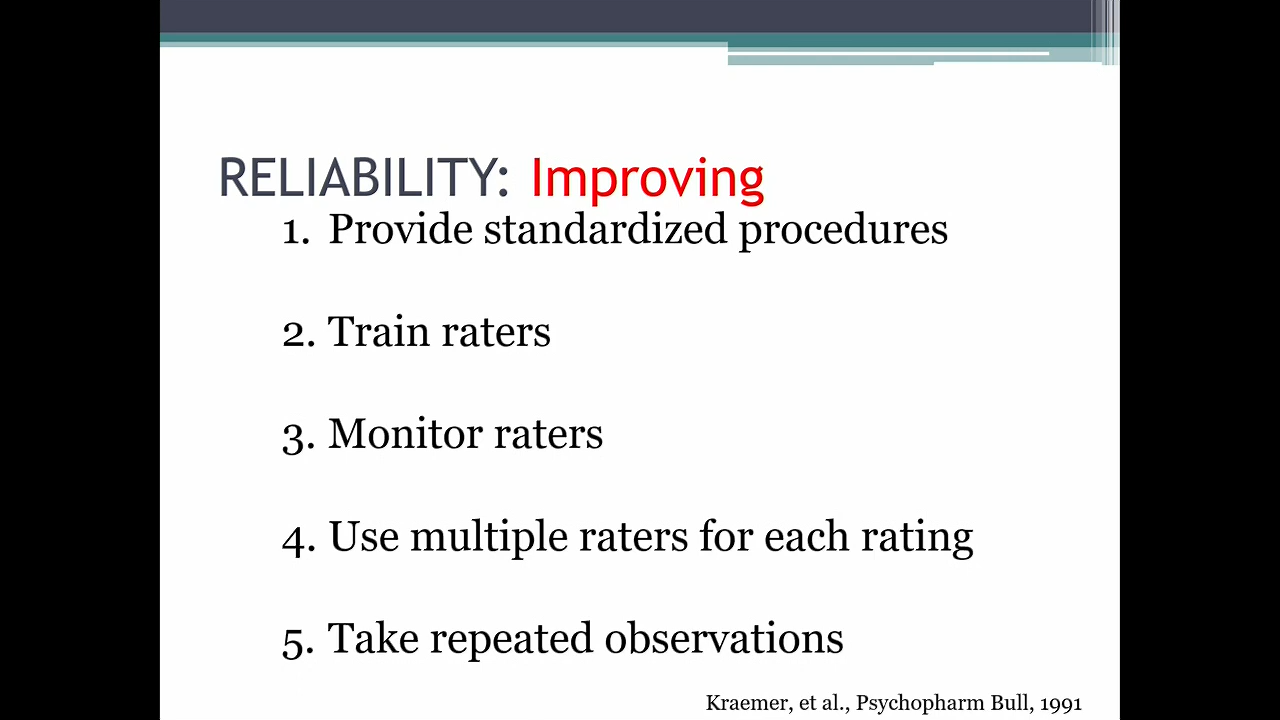 RELIABILITY: Improving
1. Provide standardized procedures
2. Train raters
3. Monitor raters
4. Use multiple raters for each rating
5. Take repeated observations
Kraemer, et al., Psychopharm Bull, 1991